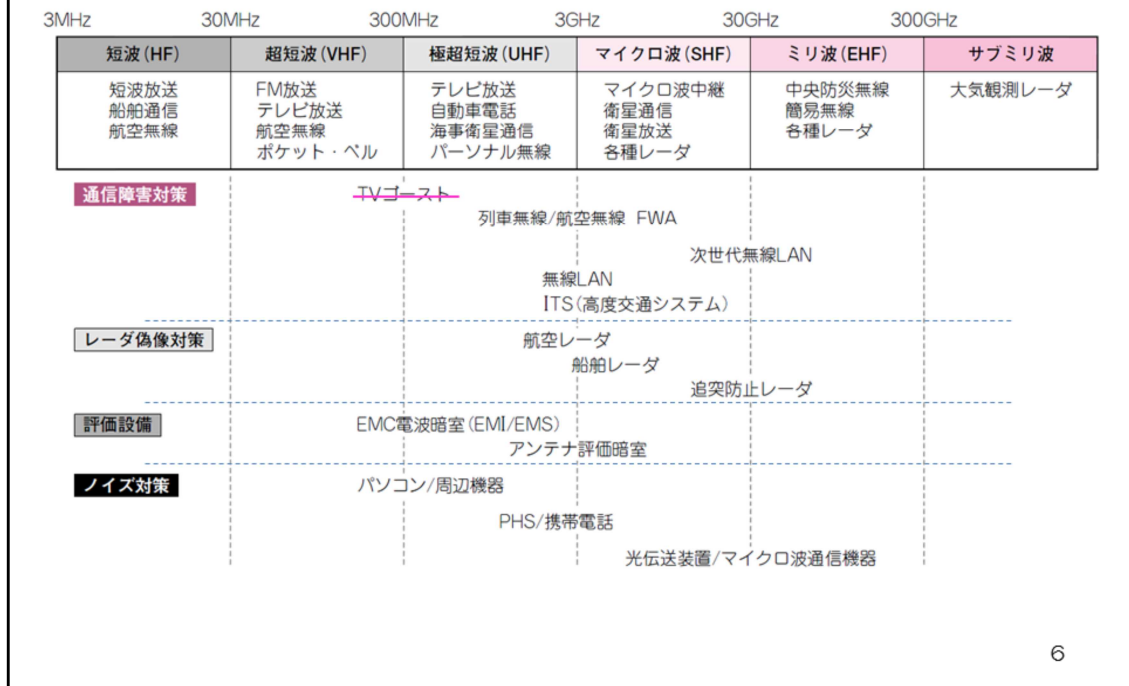 3MHz 30MHz 300MHz 3GHz 30GHz 300GHz
短波(HF) 超短波(VHF) 極超短波(UHF) マイクロ波(SHF) ミリ波(EHF) サブミリ波
短波放送 FM放送 テレビ放送 マイクロ波中継 中央防災無線 大気観測レーダ
船舶通信 テレビ放送 自動車電話 衛星通信 簡易無線
航空無線 航空無線 海事衛星通信 衛星放送 各種レーダ
ポケット・ベル パーソナル無線 各種レーダ
通信障害対策 TVゴースト
列車無線/航空無線 FWA
次世代無線LAN
無線LAN
ITS(高度交通システム)
レーダ偽像対策 航空レーダ
船舶レーダ
追突防止レーダ
評価設備 EMC電波暗室(EMI/EMS)
アンテナ評価暗室
ノイズ対策 パソコン/周辺機器
PHS/携帯電話
光伝送装置/マイクロ波通信機器
6